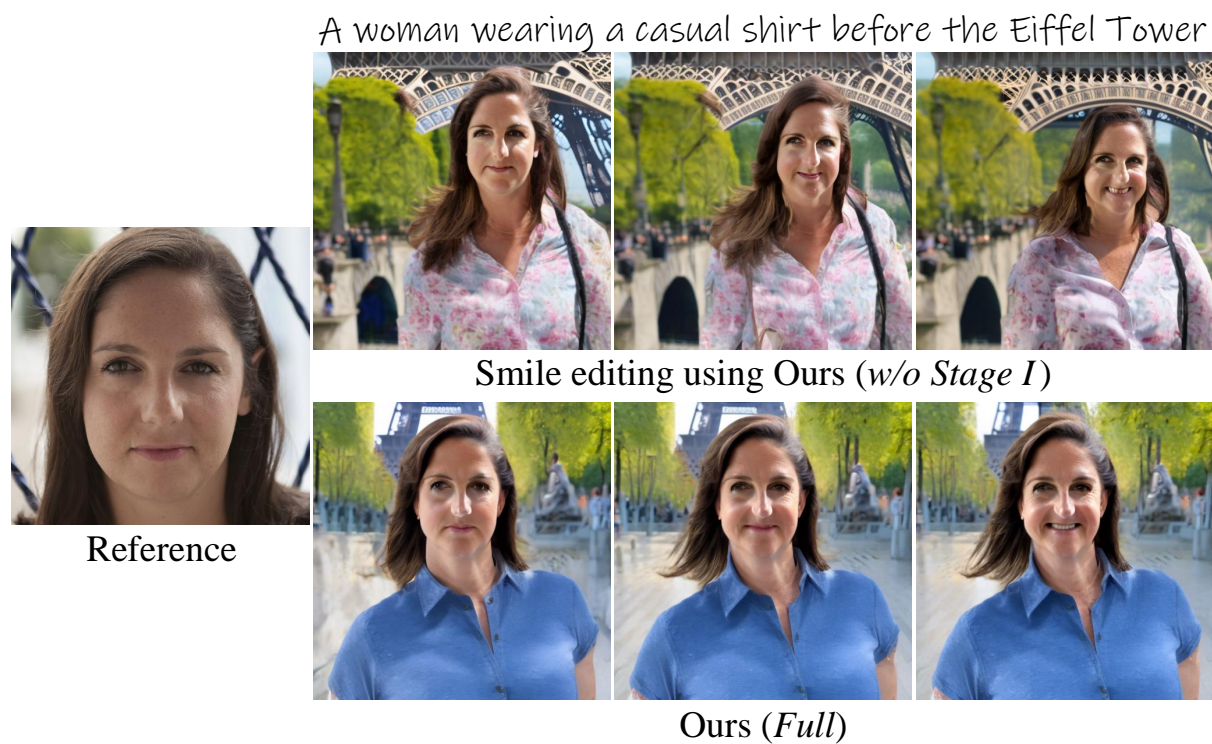 A woman wearing a casual shirt before the Eiffel Tower
Smile editing using Ours (w/o Stage I)
Reference
Ours (Full)